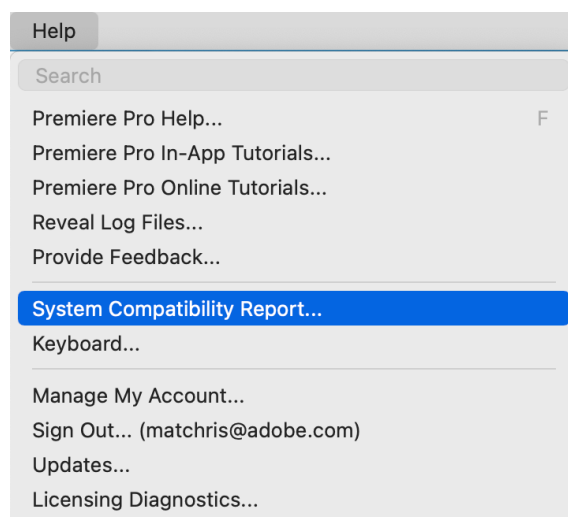 Help
Search
Premiere Pro Help... F
Premiere Pro In-App Tutorials...
Premiere Pro Online Tutorials...
Reveal Log Files...
Provide Feedback...
System Compatibility Report...
Keyboard...
Manage My Account...
Sign Out... (matchris@adobe.com)
Updates...
Licensing Diagnostics...